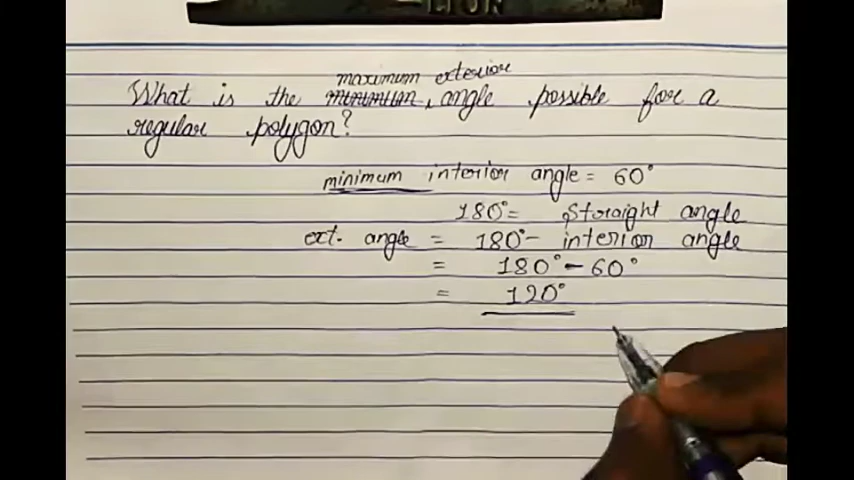 LION
maximum exterior
What is the minimum, angle possible for a
regular polygon?
minimum interior angle = 60°
180° = Straight angle
ext. angle = 180° - interior angle
= 180° - 60°
= 120°